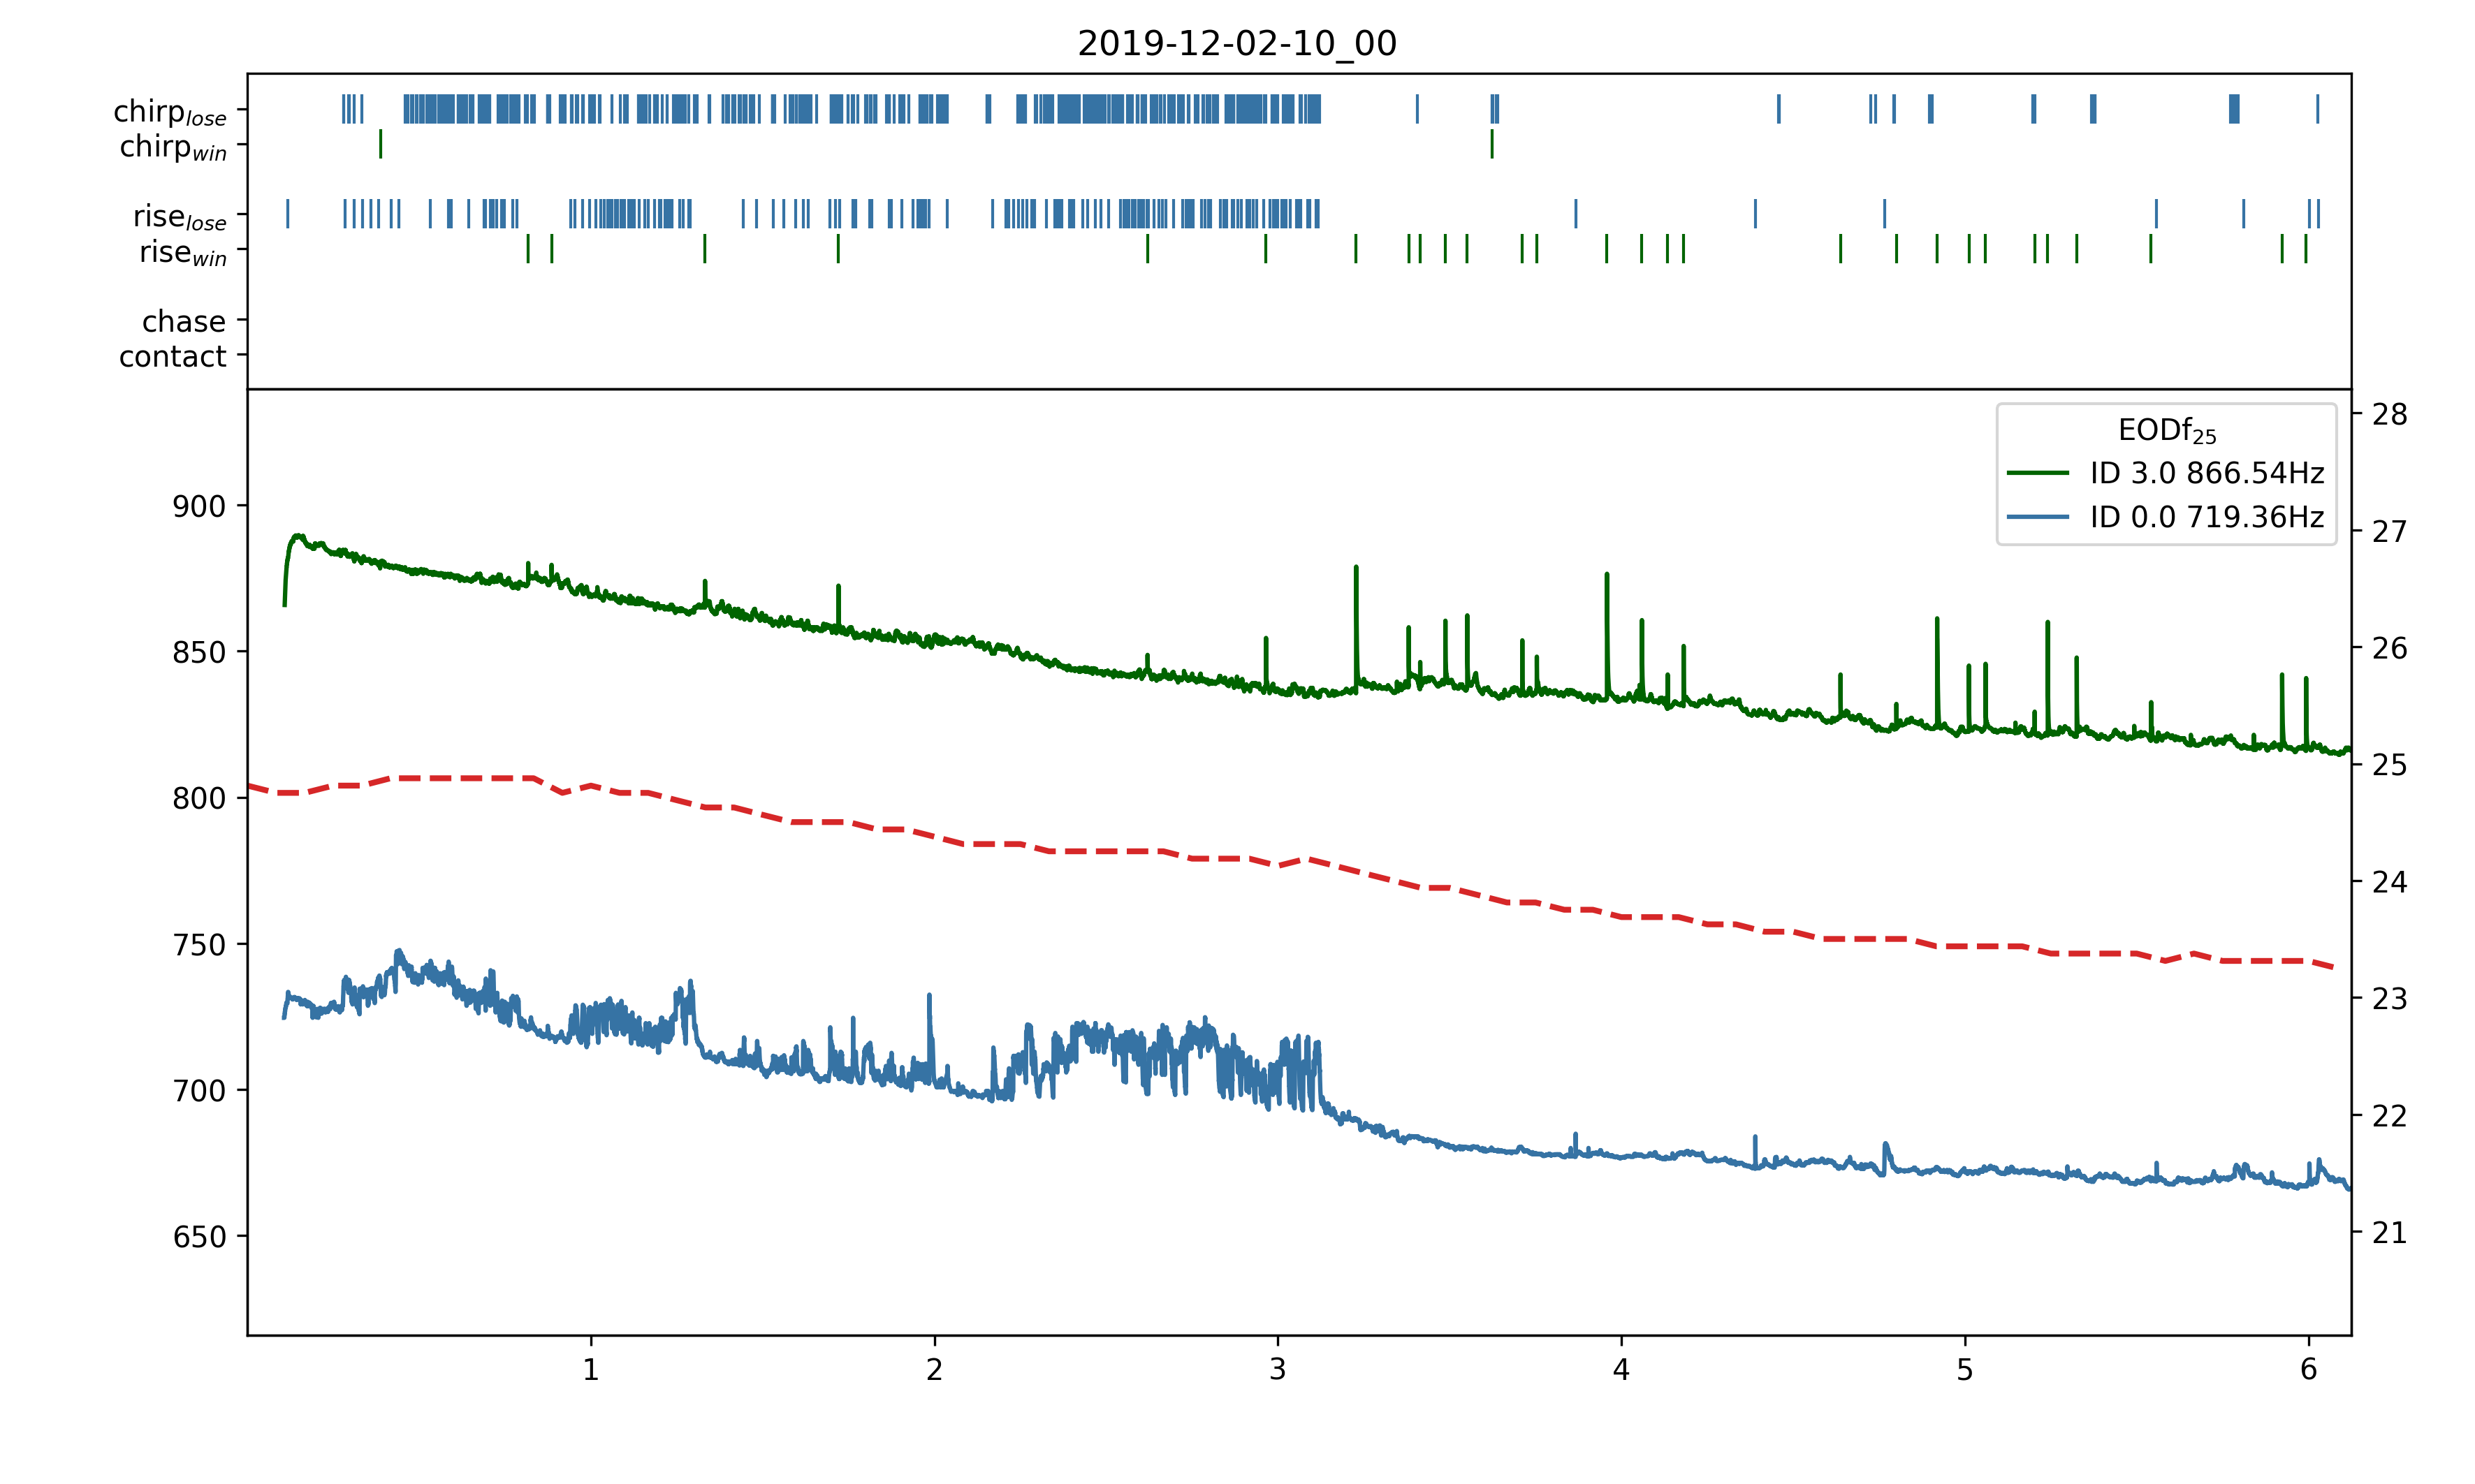 2019-12-02-10_00
chirp_lose
chirp_win
rise_lose
rise_win
chase
contact
EODf_25
ID 3.0 866.54Hz
ID 0.0 719.36Hz
900
850
800
750
700
650
28
27
26
25
24
23
22
21
1 2 3 4 5 6